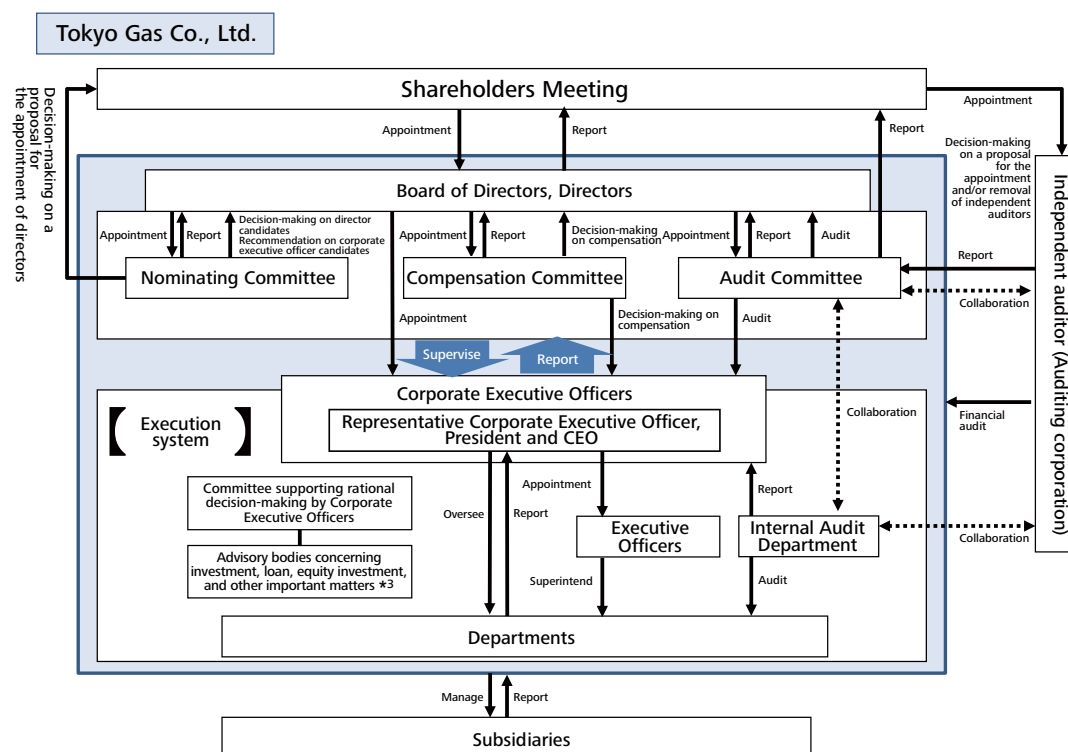 Tokyo Gas Co., Ltd.
Shareholders Meeting
Decision-making on a
proposal for
the appointment of directors
Appointment
Report
Report
Appointment
Decision-making
on a proposal
for the
appointment
and/or removal
of independent
auditors
Independent auditor (Auditing corporation)
Board of Directors, Directors
Appointment
Report
Decision-making on director
candidates
Recommendation on corporate
executive officer candidates
Appointment
Report
Decision-making
on compensation
Appointment
Report
Audit
Nominating Committee
Compensation Committee
Audit Committee
Report
Collaboration
Appointment
Decision-making on
compensation
Audit
Supervise
Report
Corporate Executive Officers
Representative Corporate Executive Officer,
President and CEO
Execution
system
Collaboration
Financial
audit
Committee supporting rational
decision-making by Corporate
Executive Officers
Advisory bodies concerning
investment, loan, equity investment,
and other important matters *3
Oversee
Report
Appointment
Executive
Officers
Superintend
Report
Internal Audit
Department
Audit
Collaboration
Departments
Manage
Report
Subsidiaries